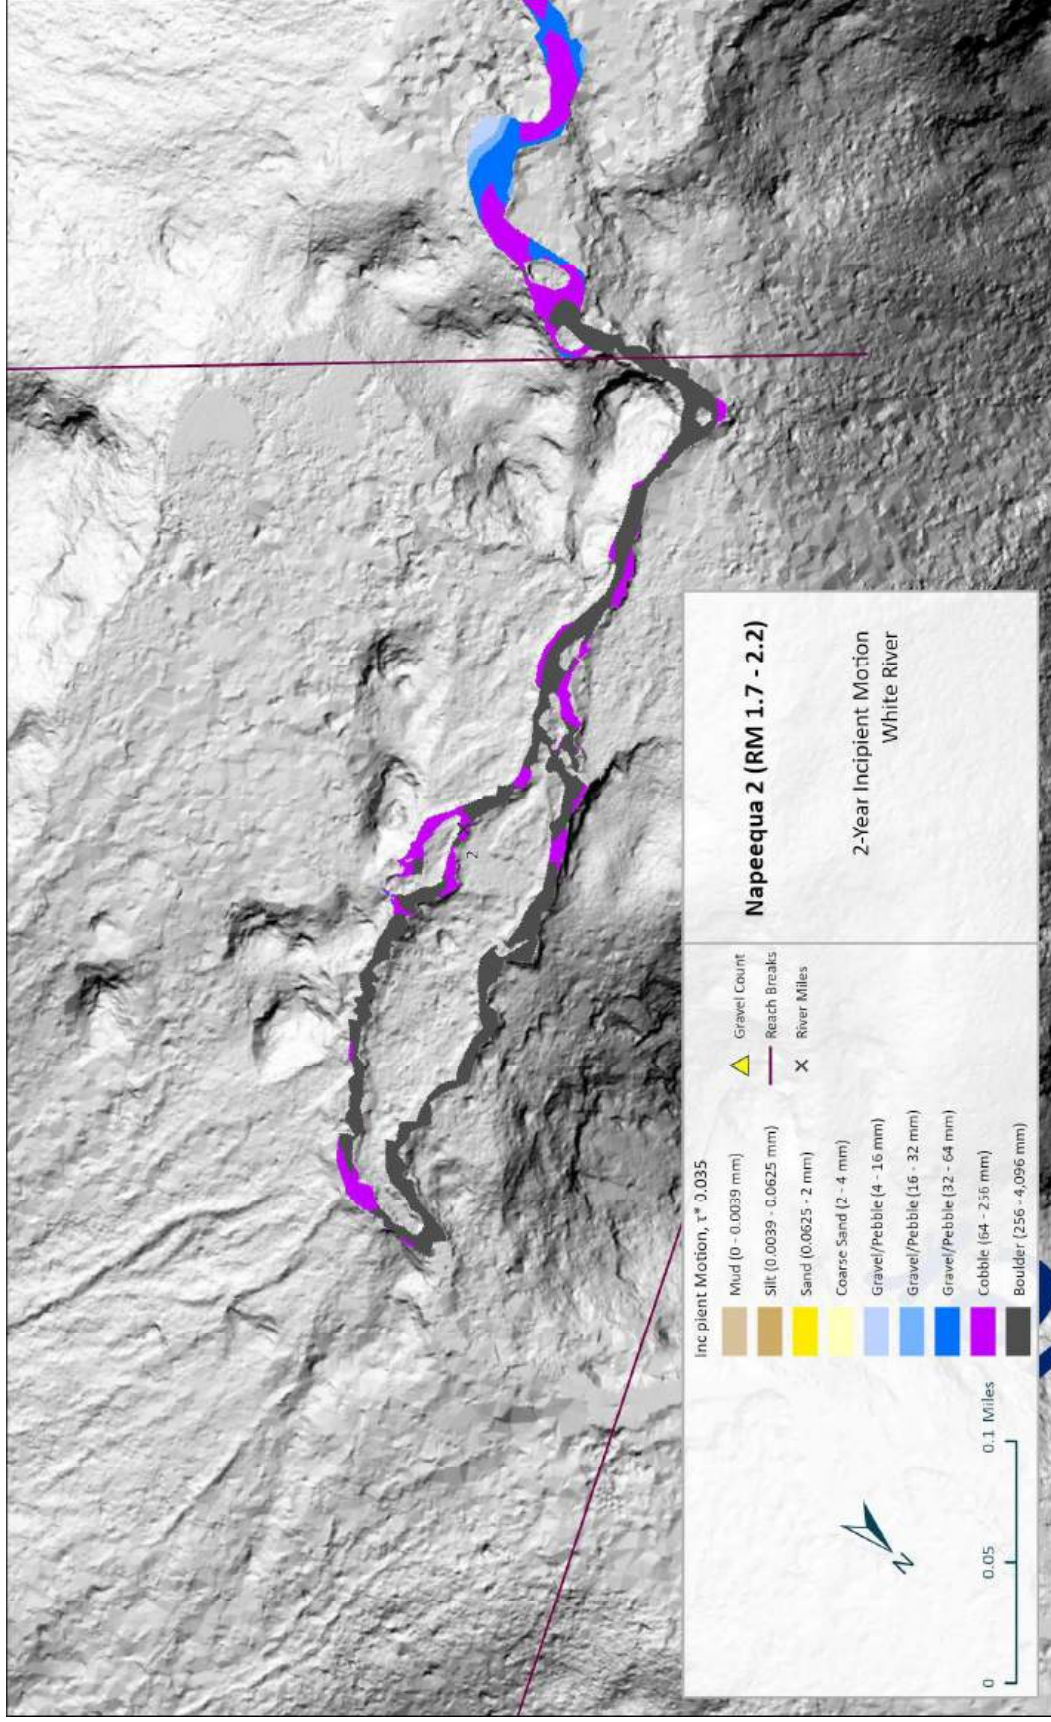 Napeequa 2 (RM 1.7 - 2.2)
2-Year Incipient Motion
White River
Gravel Count
Reach Breaks
River Miles
Inc pient Motion, τ* 0.035
Mud (0 - 0.0039 mm)
Silt (0.0039 - 0.0625 mm)
Sand (0.0625 - 2 mm)
Coarse Sand (2 - 4 mm)
Gravel/Pebble (4 - 16 mm)
Gravel/Pebble (16 - 32 mm)
Gravel/Pebble (32 - 64 mm)
Cobble (64 - 256 mm)
Boulder (256 - 4,096 mm)
N
0 0.05 0.1 Miles
2